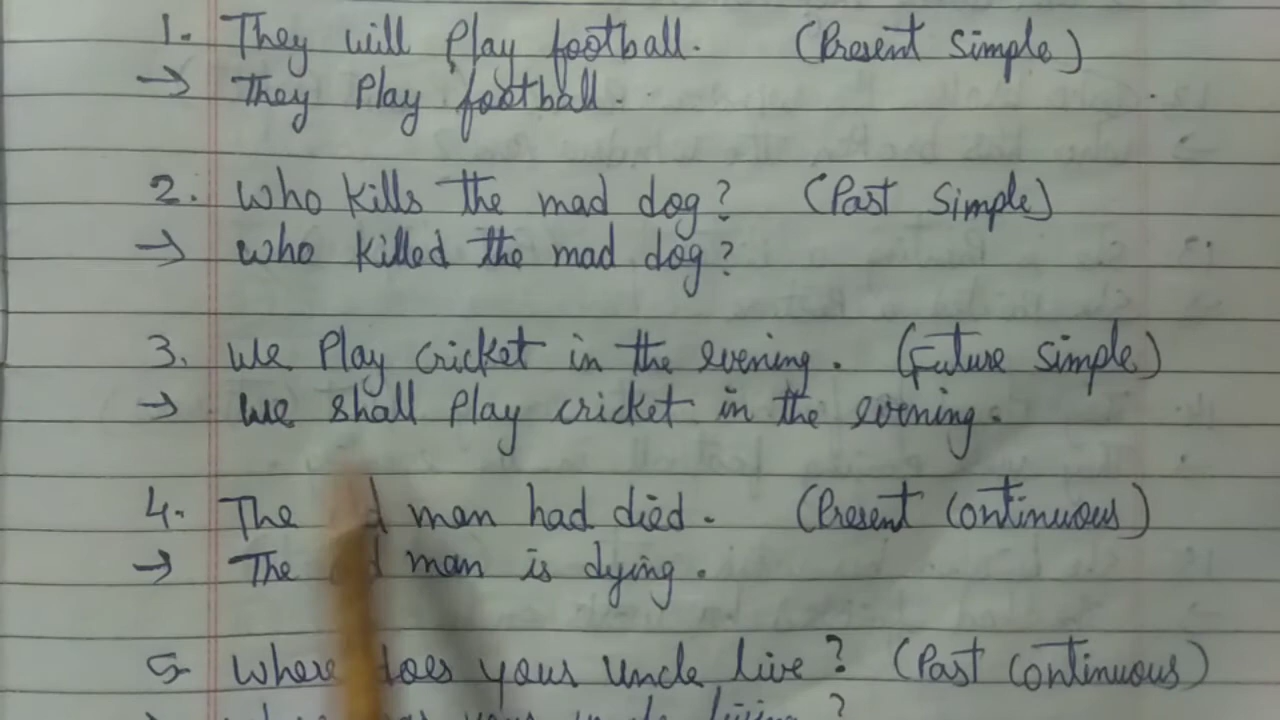 1. They will Play football. (Present Simple)
→ They Play football.
2. Who kills the mad dog? (Past Simple)
→ Who killed the mad dog?
3. We Play cricket in the evening. (Future Simple)
→ We shall Play cricket in the evening.
4. The man had died. (Present Continuous)
→ The man is dying.
5. Where does your Uncle live? (Past Continuous)
your uncle living?